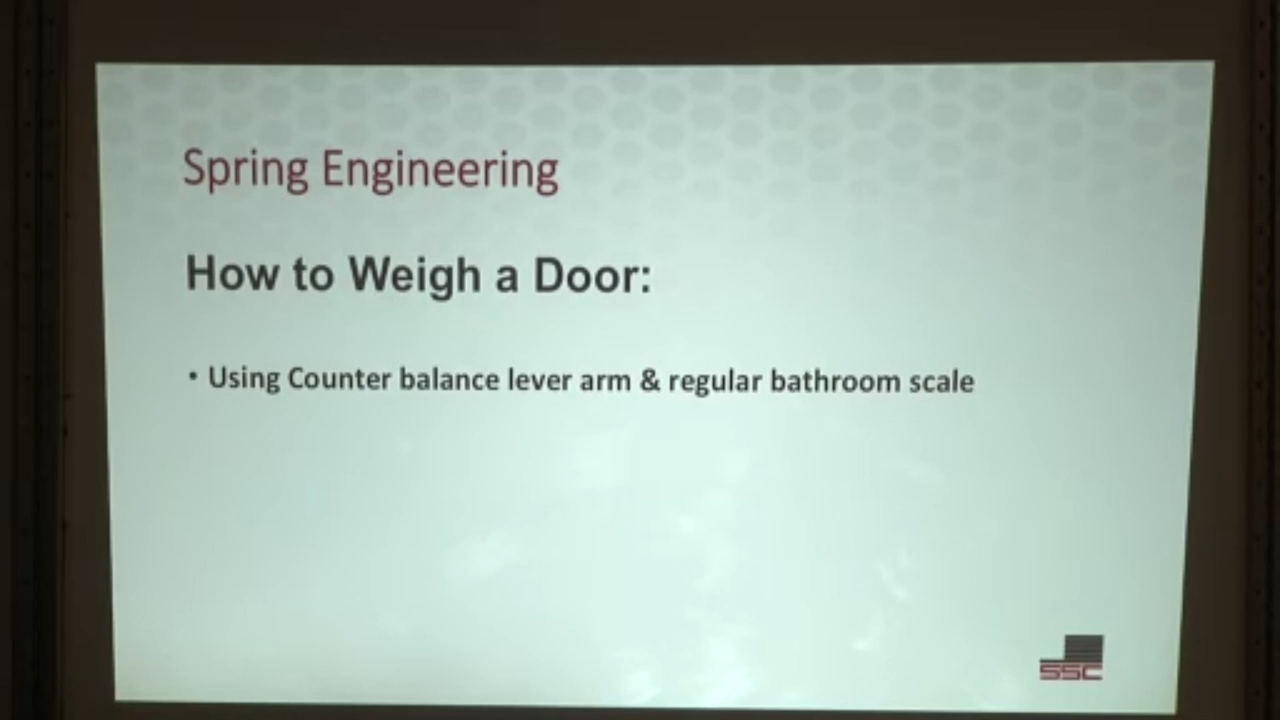 Spring Engineering
How to Weigh a Door:
• Using Counter balance lever arm & regular bathroom scale
SSC